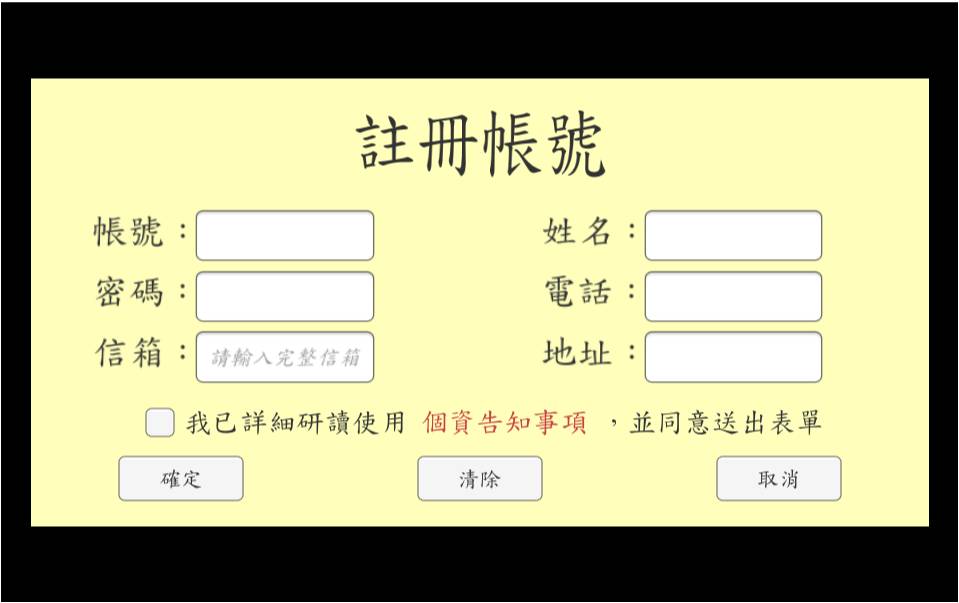 註冊帳號
帳號：
姓名：
密碼：
電話：
信箱：請輸入完整信箱
地址：
我已詳細研讀使用 個資告知事項 ，並同意送出表單
確定
清除
取消